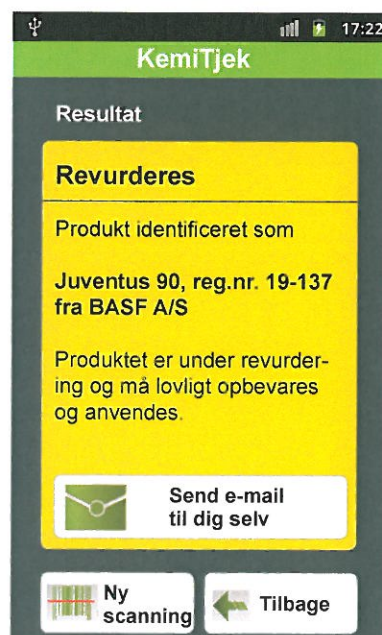 17:22
KemiTjek
Resultat
Revurderes
Produkt identificeret som
Juventus 90, reg.nr. 19-137
fra BASF A/S
Produktet er under revurder-
ing og må lovligt opbevares
og anvendes.
Send e-mail
til dig selv
Ny
scanning
Tilbage